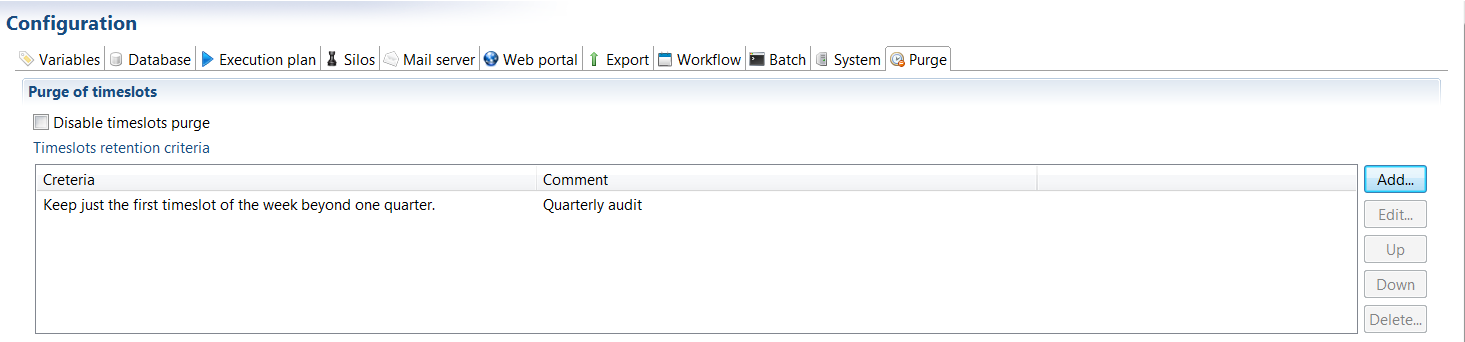 Configuration
Variables Database Execution plan Silos Mail server Web portal Export Workflow Batch System Purge
Purge of timeslots
Disable timeslots purge
Timeslots retention criteria
Creteria Comment Add...
Keep just the first timeslot of the week beyond one quarter. Quarterly audit Edit...
Up
Down
Delete...